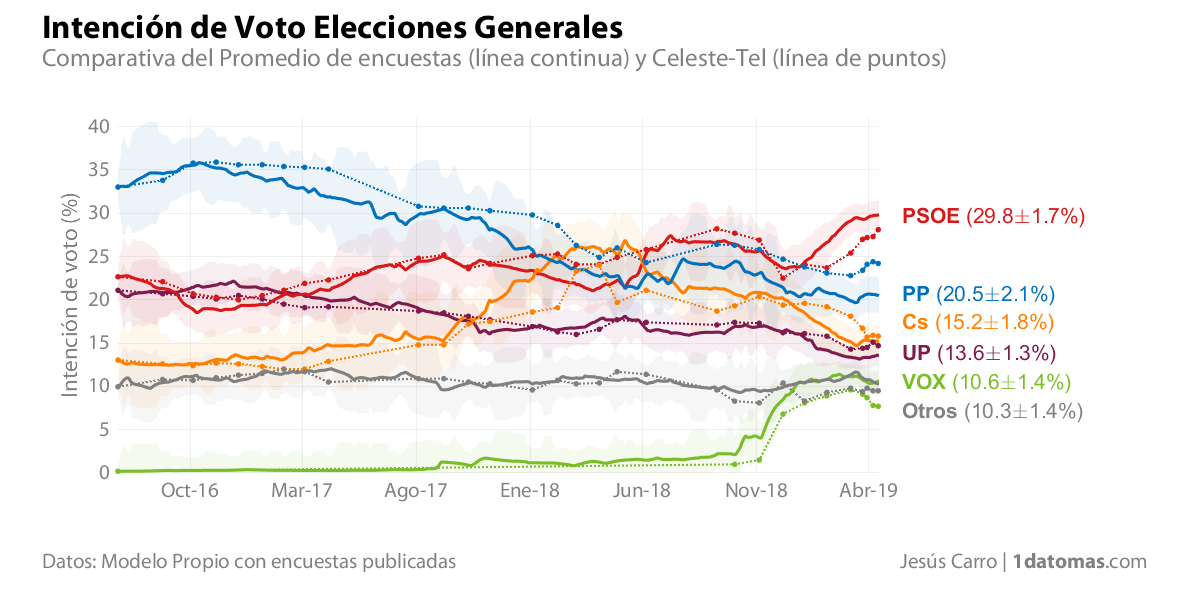 Intención de Voto Elecciones Generales
Comparativa del Promedio de encuestas (línea continua) y Celeste-Tel (línea de puntos)
Intención de voto (%)
40
35
30
25
20
15
10
5
0
Oct-16 Mar-17 Ago-17 Ene-18 Jun-18 Nov-18 Abr-19
PSOE (29.8±1.7%)
PP (20.5±2.1%)
Cs (15.2±1.8%)
UP (13.6±1.3%)
VOX (10.6±1.4%)
Otros (10.3±1.4%)
Datos: Modelo Propio con encuestas publicadas
Jesús Carro | 1datomas.com